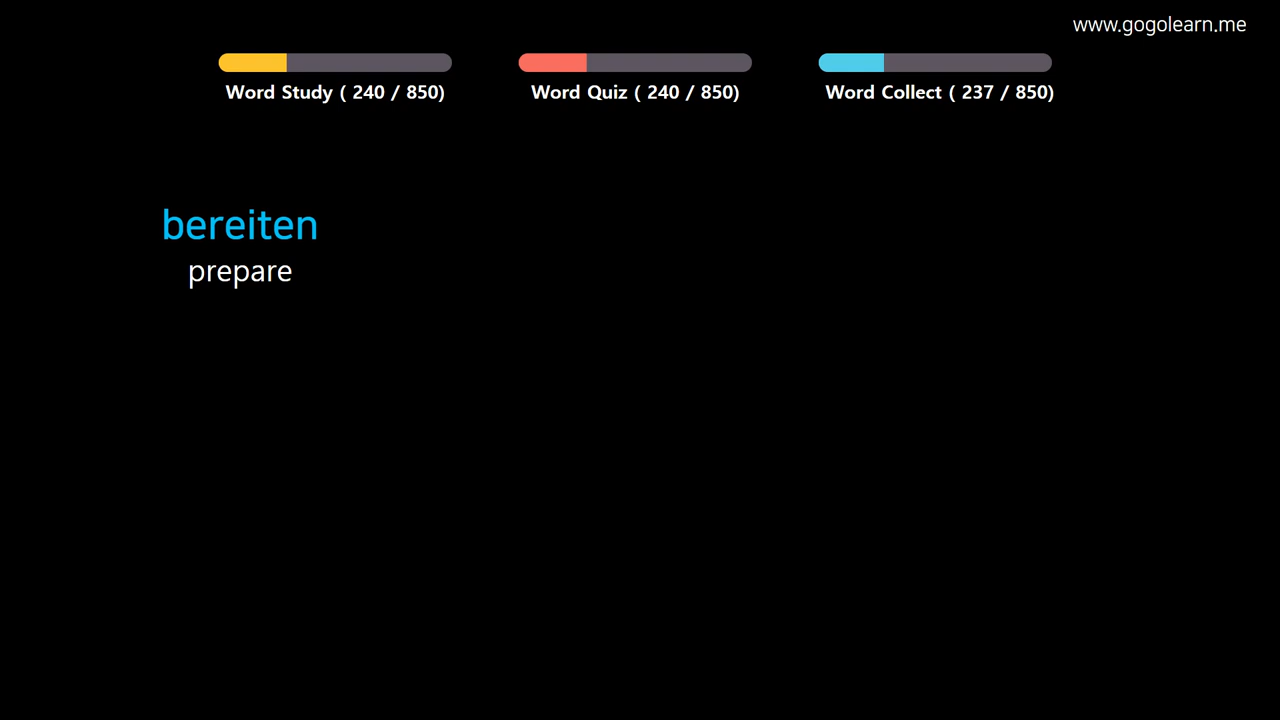 www.gogolearn.me
Word Study ( 240 / 850)
Word Quiz ( 240 / 850)
Word Collect ( 237 / 850)
bereiten
prepare